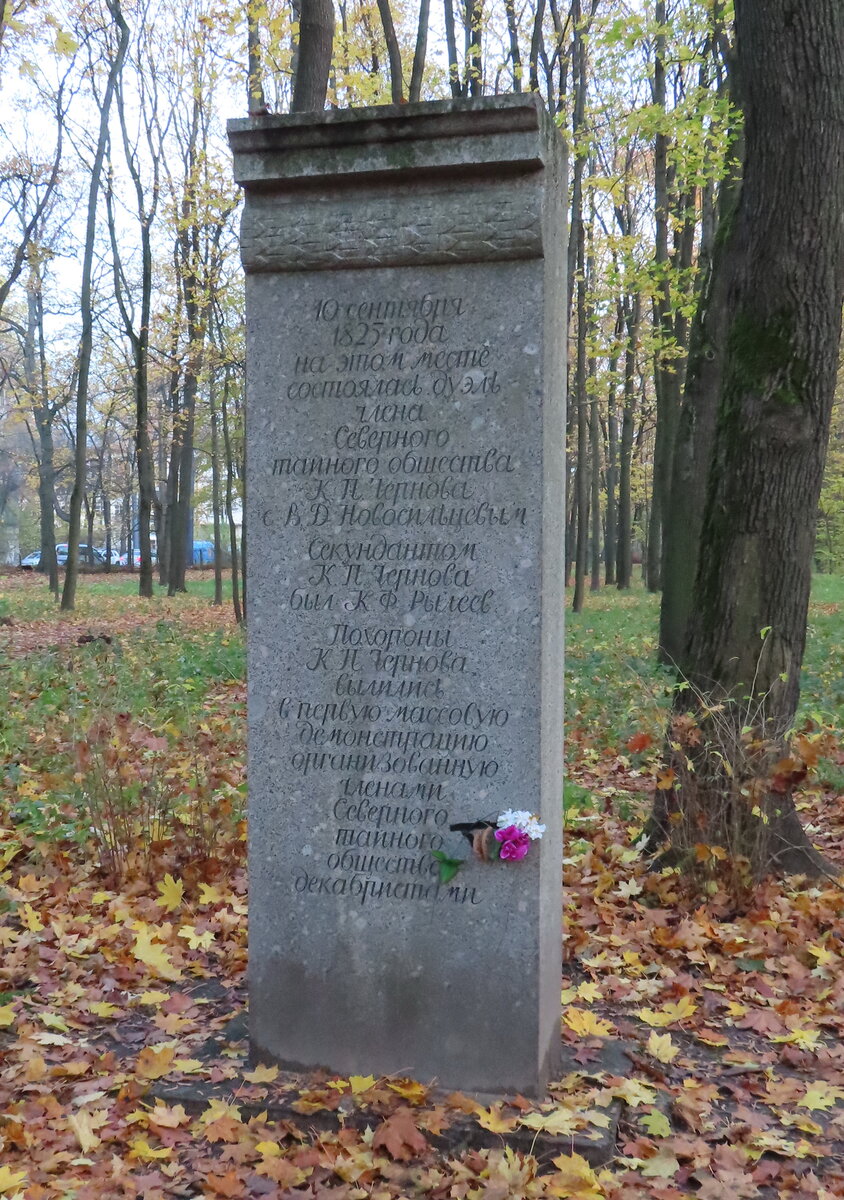 10 сентября
1825 года
на этом месте
состоялась дуэль
члена
Северного
тайного общества
К П Чернова
с В Д Новосильцевым
Секундантом
К П Чернова
был К Ф Рылеев
Похороны
К П Чернова
вылились
в первую массовую
демонстрацию
организованную
членами
Северного
тайного
общества
декабристами